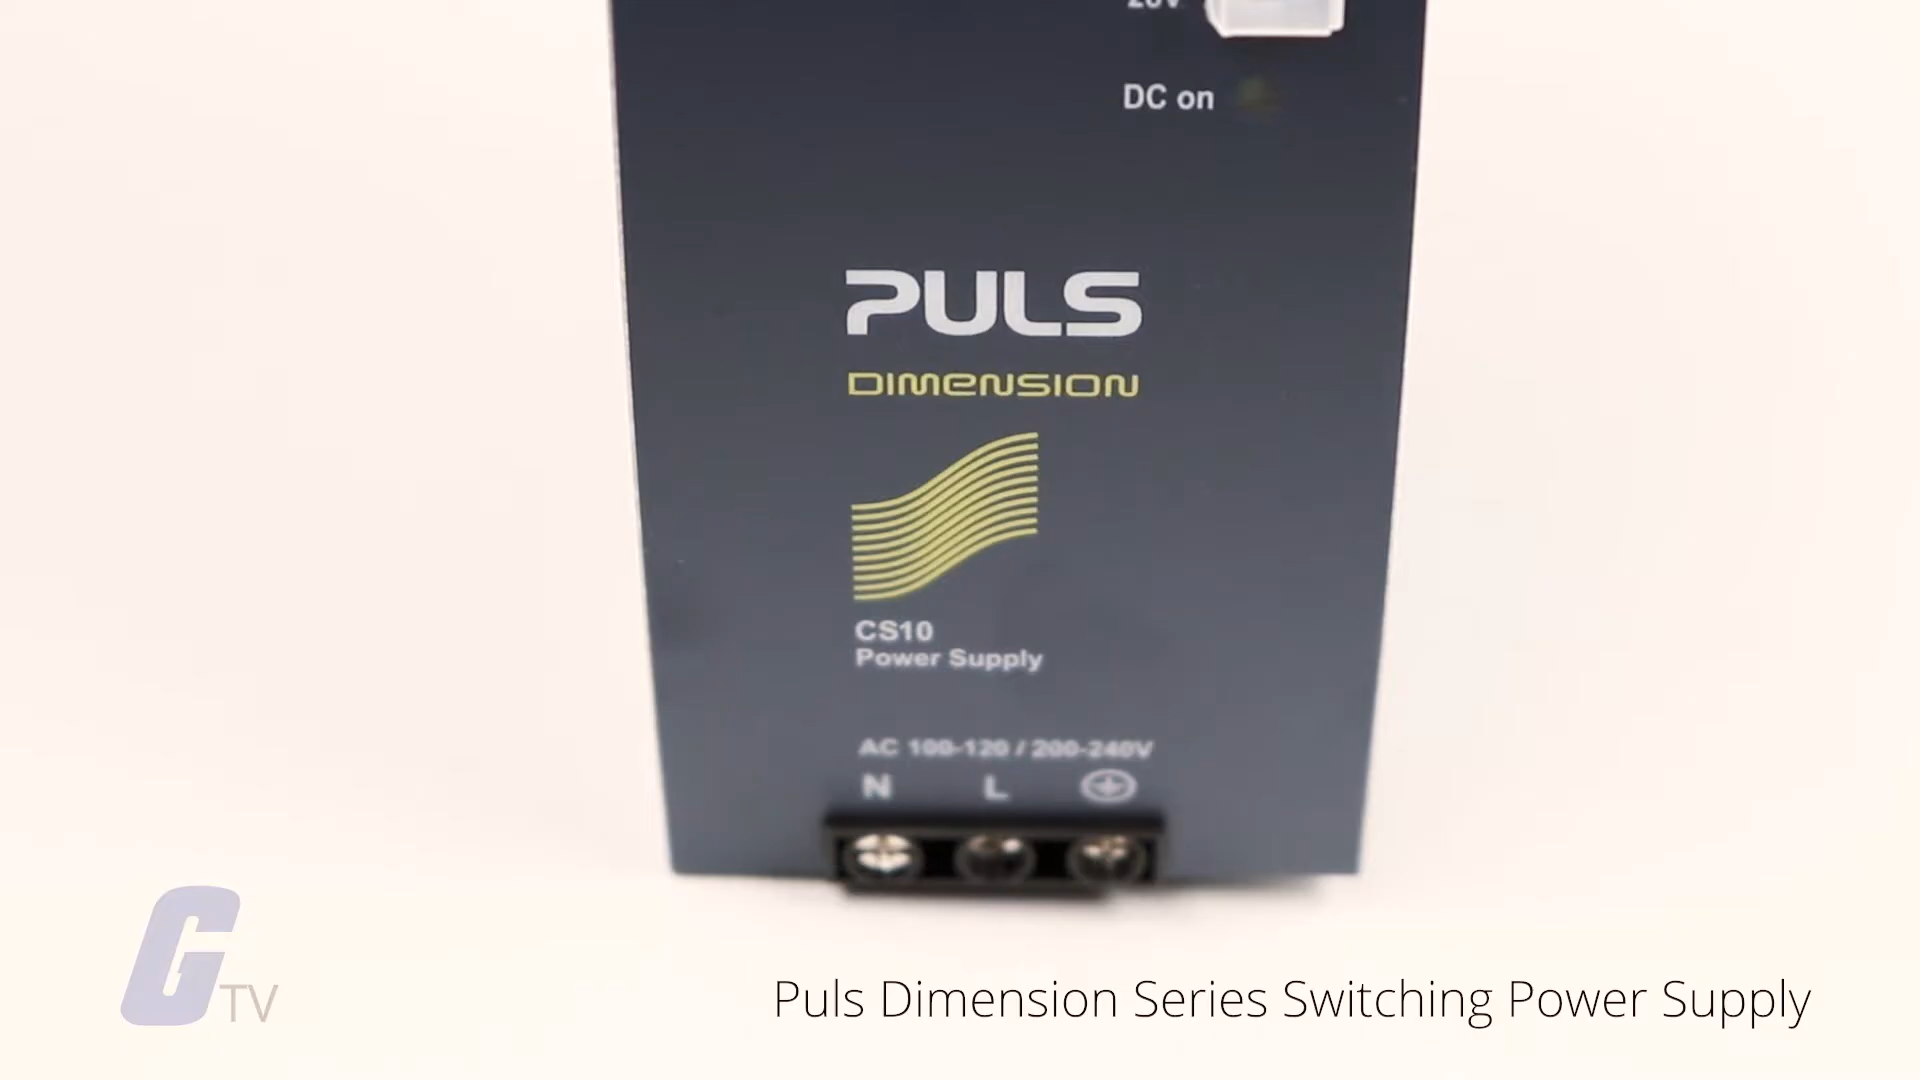 DC on
PULS
DIMENSION
CS10
Power Supply
AC 100-120 / 200-240V
N L
G TV
Puls Dimension Series Switching Power Supply